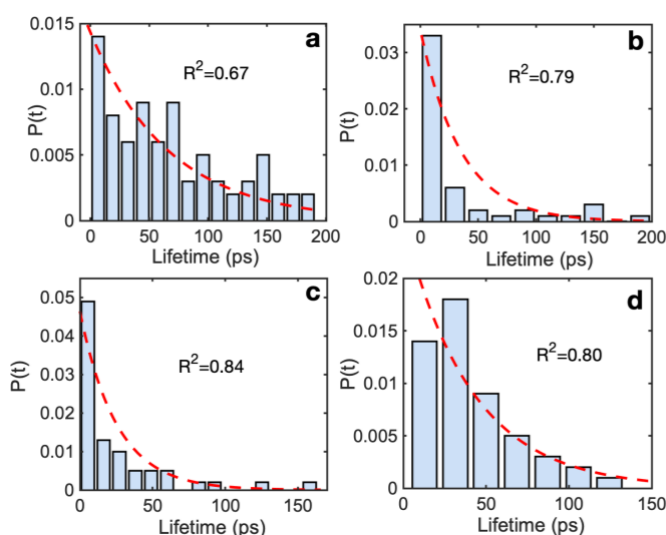 a
R²=0.67
P(t)
0.015
0.01
0.005
0
0 50 100 150 200
Lifetime (ps)
b
R²=0.79
P(t)
0.03
0.02
0.01
0
0 50 100 150 200
Lifetime (ps)
c
R²=0.84
P(t)
0.05
0.04
0.03
0.02
0.01
0
0 50 100 150
Lifetime (ps)
d
R²=0.80
P(t)
0.02
0.015
0.01
0.005
0
0 50 100 150
Lifetime (ps)